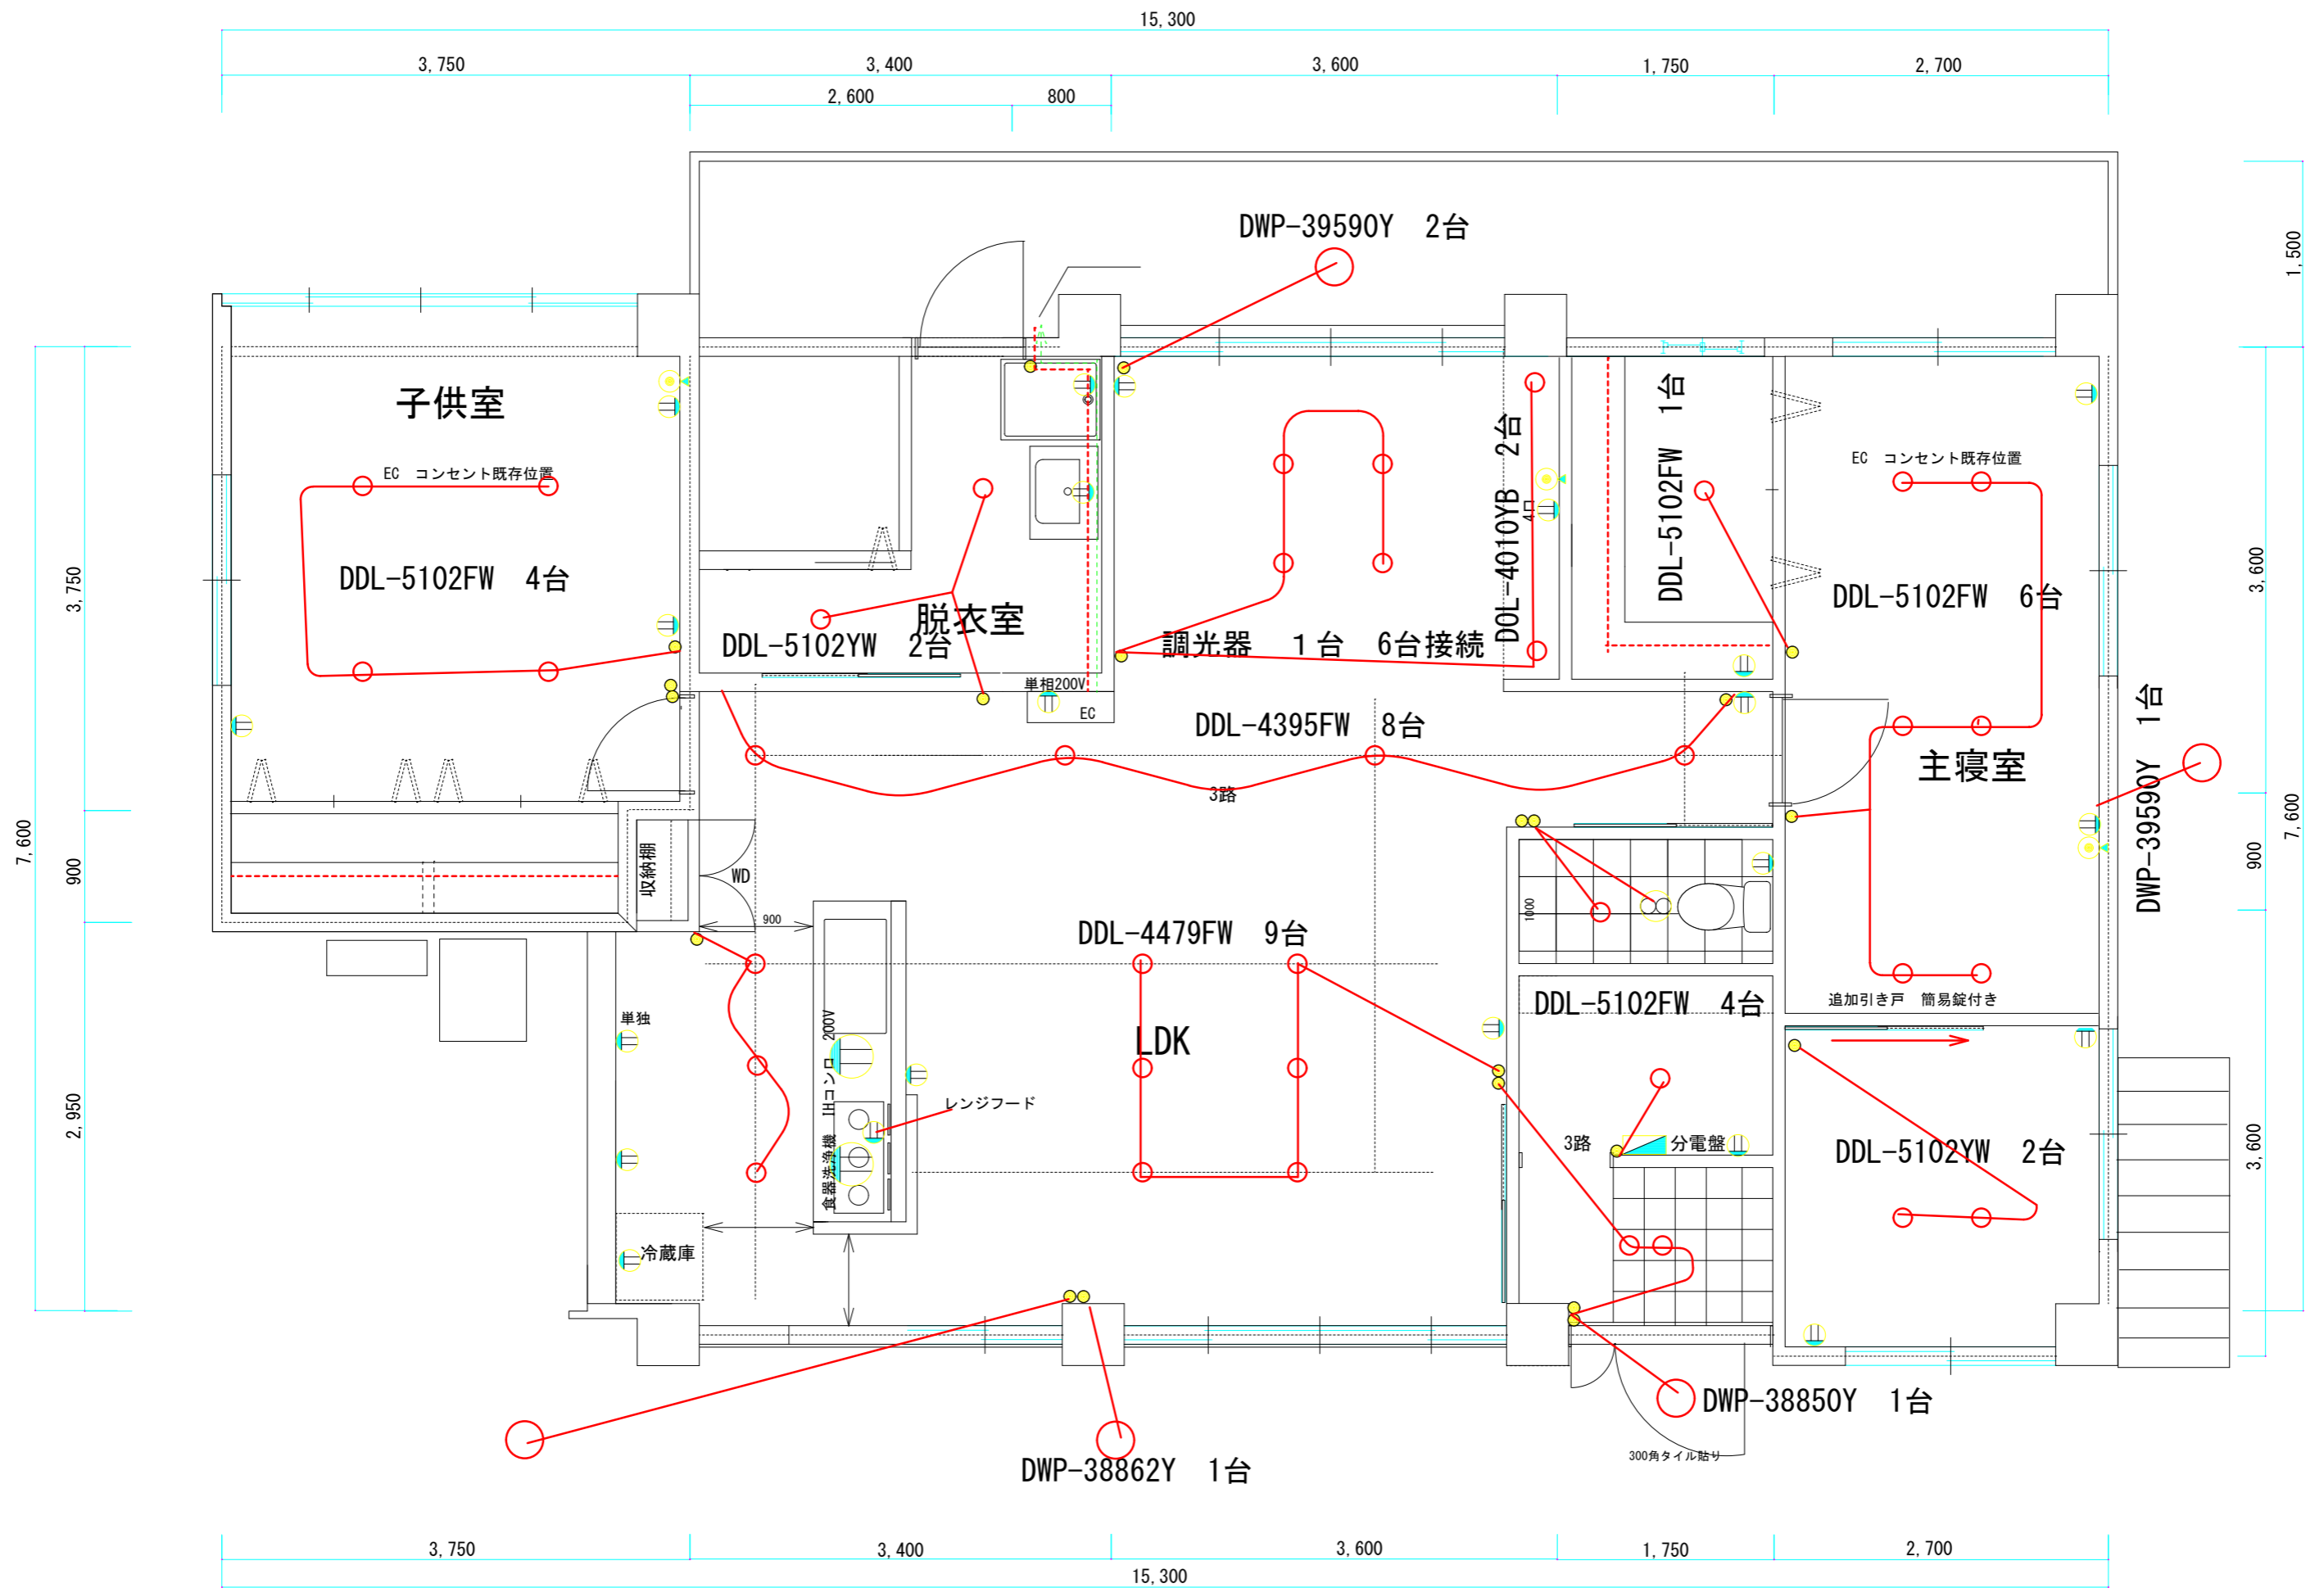 15,300
3,750
3,400
3,600
1,750
2,700
2,600
800
DWP-39590Y　2台
1,500
子供室
EC　コンセント既存位置
DDL-5102FW　4台
脱衣室
DDL-5102YW　2台
単相200V
EC
調光器　１台　6台接続
DOL-4010YB　2台
4口
DDL-5102FW　1台
EC　コンセント既存位置
DDL-5102FW　6台
主寝室
DWP-39590Y　1台
DDL-4395FW　8台
3路
3,750
7,600
900
2,950
3,600
7,600
900
3,600
収納棚
WD
900
1000
DDL-4479FW　9台
LDK
DDL-5102FW　4台
追加引き戸　簡易錠付き
単独
IHコンロ　200V
食器洗浄機
レンジフード
3路
分電盤
DDL-5102YW　2台
冷蔵庫
DWP-38850Y　1台
300角タイル貼り
DWP-38862Y　1台
3,750
3,400
3,600
1,750
2,700
15,300